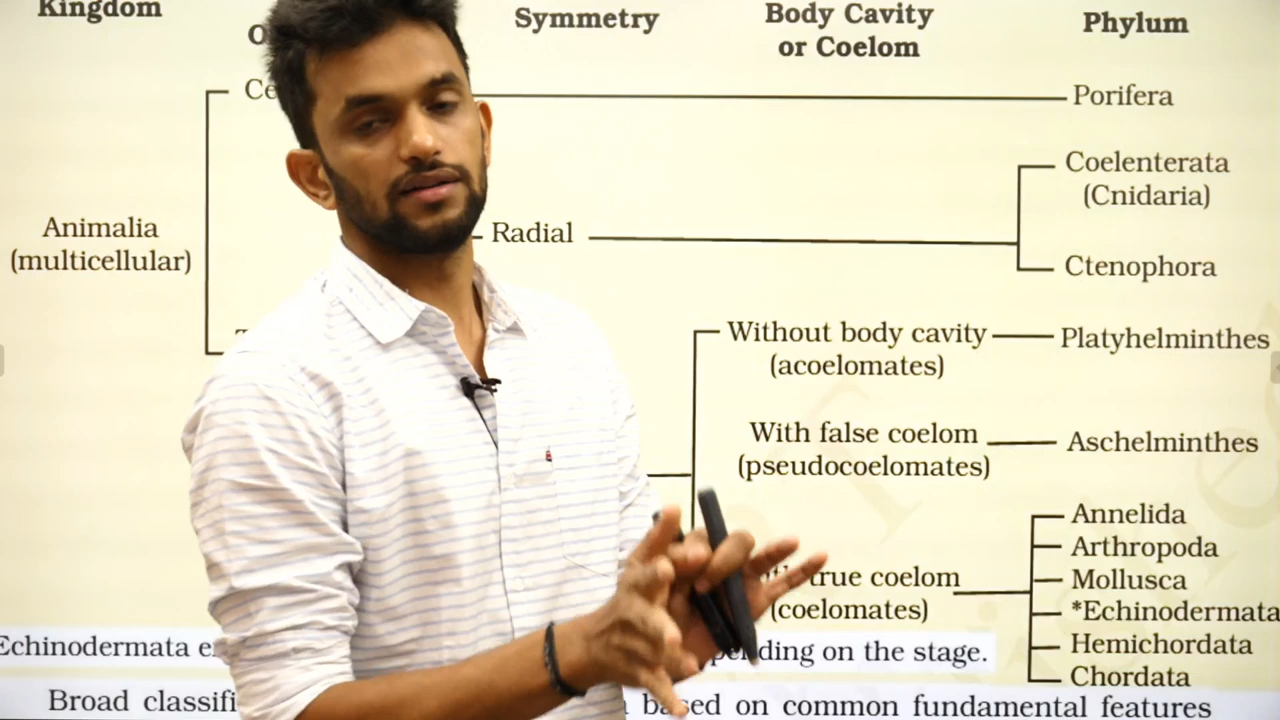 Kingdom
Symmetry
Body Cavity
or Coelom
Phylum
Porifera
Coelenterata
(Cnidaria)
Animalia
(multicellular)
Radial
Ctenophora
Without body cavity
(acoelomates)
Platyhelminthes
With false coelom
(pseudocoelomates)
Aschelminthes
true coelom
(coelomates)
Annelida
Arthropoda
Mollusca
*Echinodermata
Hemichordata
Chordata
Echinodermata on the stage.
Broad based on common fundamental features